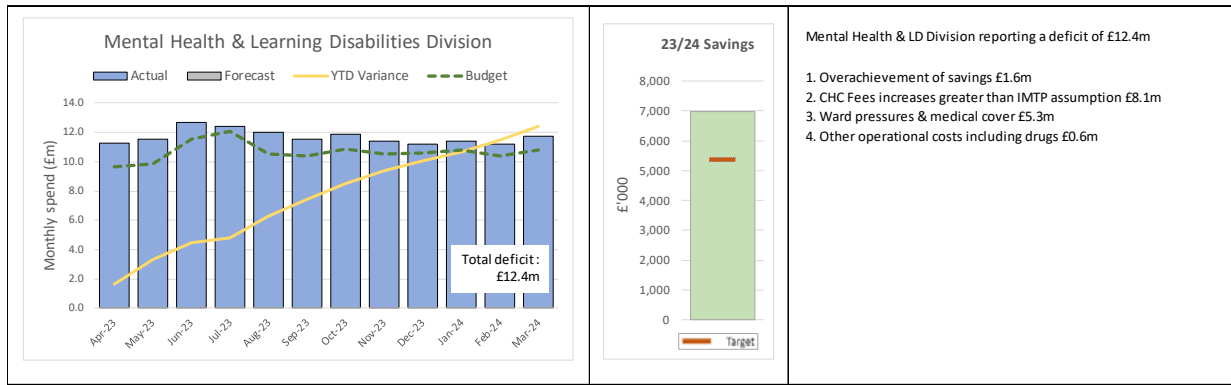 Mental Health & Learning Disabilities Division
Actual
Forecast
YTD Variance
Budget
Monthly spend (£m)
14.0
12.0
10.0
8.0
6.0
4.0
2.0
0.0
Total deficit :
£12.4m
Apr-23
May-23
Jun-23
Jul-23
Aug-23
Sep-23
Oct-23
Nov-23
Dec-23
Jan-24
Feb-24
Mar-24
23/24 Savings
£'000
8,000
7,000
6,000
5,000
4,000
3,000
2,000
1,000
0
Target
Mental Health & LD Division reporting a deficit of £12.4m
1. Overachievement of savings £1.6m
2. CHC Fees increases greater than IMTP assumption £8.1m
3. Ward pressures & medical cover £5.3m
4. Other operational costs including drugs £0.6m